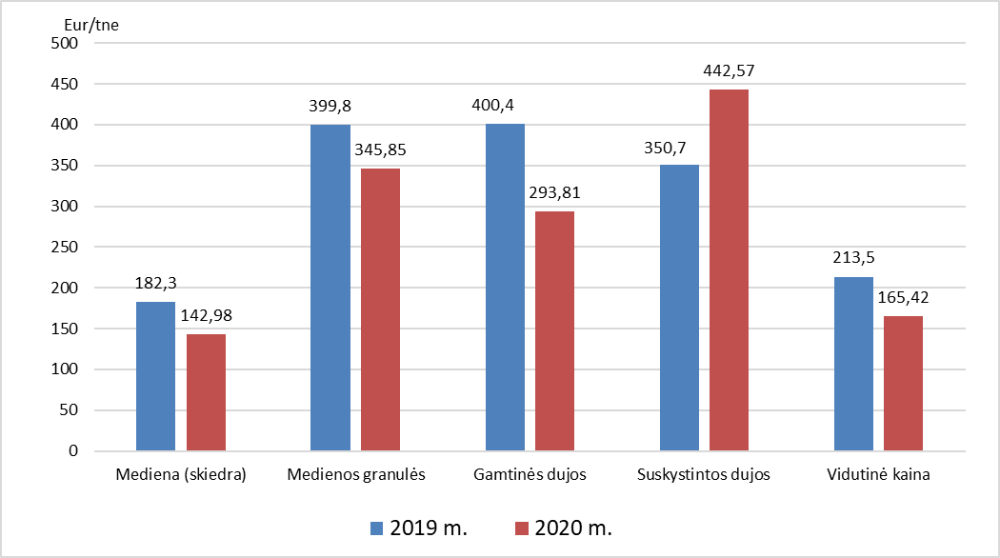 Eur/tne
500
450
400
350
300
250
200
150
100
50
0
182,3
142,98
399,8
345,85
400,4
293,81
350,7
442,57
213,5
165,42
Mediena (skiedra)
Medienos granulės
Gamtinės dujos
Suskystintos dujos
Vidutinė kaina
2019 m.
2020 m.